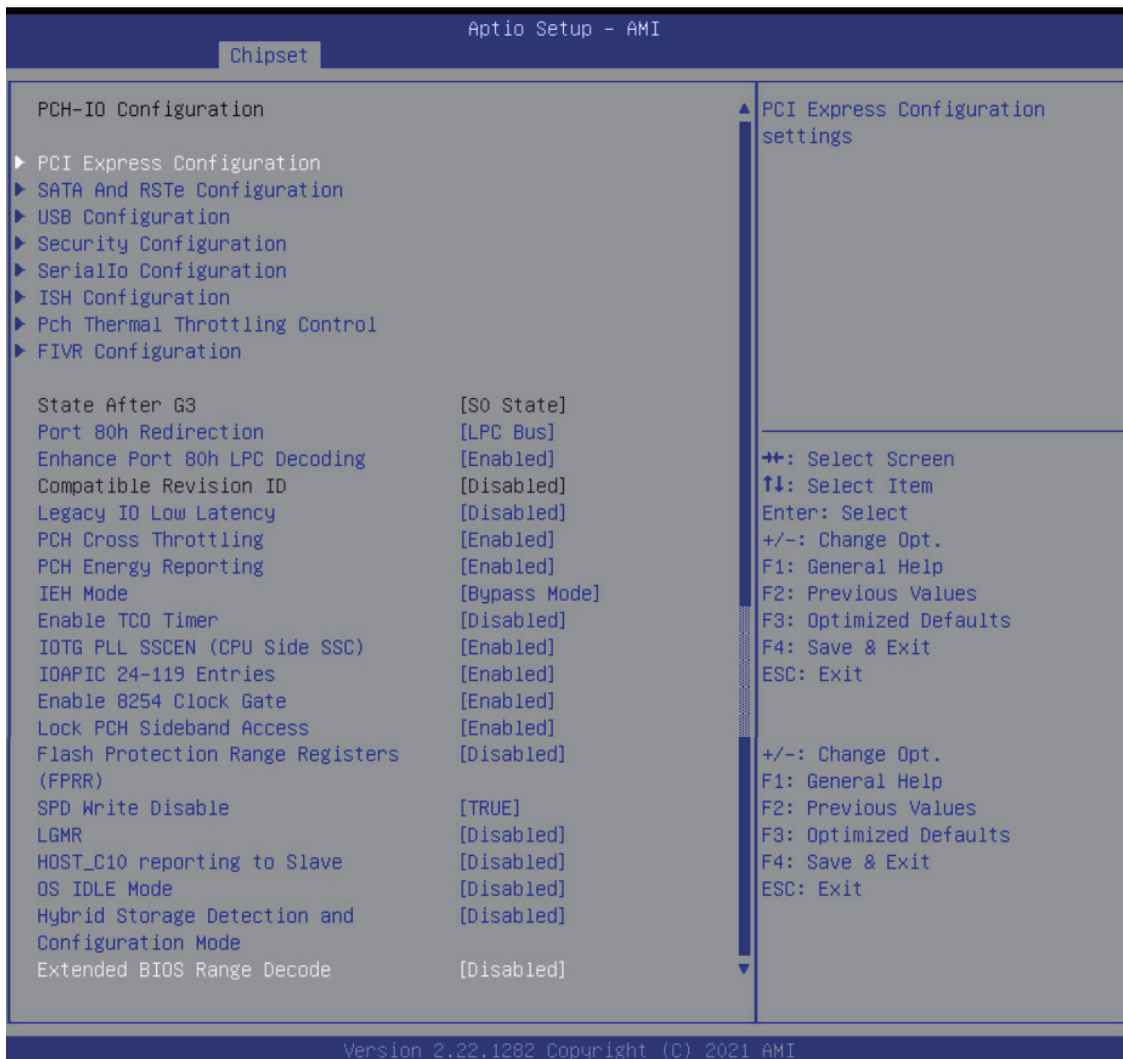 Aptio Setup – AMI
Chipset
PCH-IO Configuration
PCI Express Configuration
SATA And RSTe Configuration
USB Configuration
Security Configuration
SerialIo Configuration
ISH Configuration
Pch Thermal Throttling Control
FIVR Configuration
State After G3 [S0 State]
Port 80h Redirection [LPC Bus]
Enhance Port 80h LPC Decoding [Enabled]
Compatible Revision ID [Disabled]
Legacy IO Low Latency [Disabled]
PCH Cross Throttling [Enabled]
PCH Energy Reporting [Enabled]
IEH Mode [Bypass Mode]
Enable TCO Timer [Disabled]
IOTG PLL SSCEN (CPU Side SSC) [Enabled]
IOAPIC 24-119 Entries [Enabled]
Enable 8254 Clock Gate [Enabled]
Lock PCH Sideband Access [Enabled]
Flash Protection Range Registers [Disabled]
(FPRR)
SPD Write Disable [TRUE]
LGMR [Disabled]
HOST_C10 reporting to Slave [Disabled]
OS IDLE Mode [Disabled]
Hybrid Storage Detection and [Disabled]
Configuration Mode
Extended BIOS Range Decode [Disabled]
PCI Express Configuration
settings
→←: Select Screen
↑↓: Select Item
Enter: Select
+/-: Change Opt.
F1: General Help
F2: Previous Values
F3: Optimized Defaults
F4: Save & Exit
ESC: Exit
+/-: Change Opt.
F1: General Help
F2: Previous Values
F3: Optimized Defaults
F4: Save & Exit
ESC: Exit
Version 2.22.1282 Copyright (C) 2021 AMI